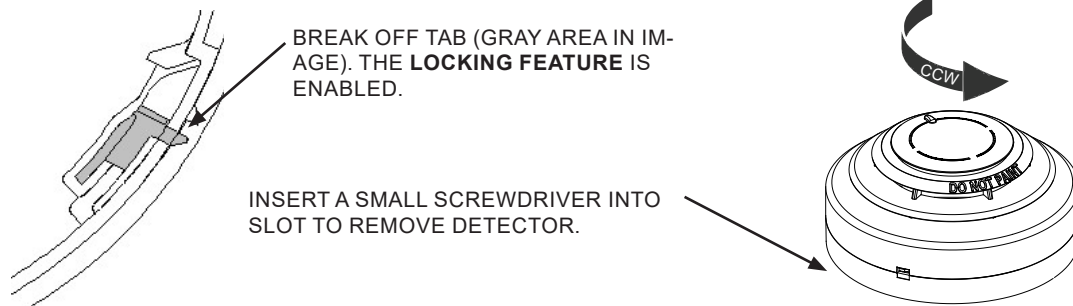 BREAK OFF TAB (GRAY AREA IN IM-
AGE). THE LOCKING FEATURE IS
ENABLED.
CCW
DO NOT PAINT
INSERT A SMALL SCREWDRIVER INTO
SLOT TO REMOVE DETECTOR.